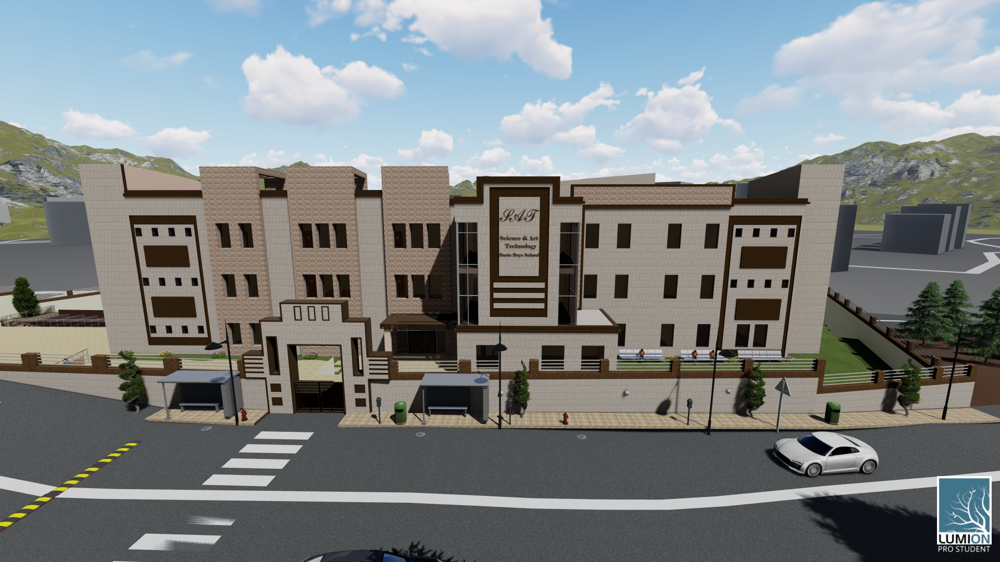 SAT
Science & Art
Technology
Basic Boys School
LUMION
PRO STUDENT